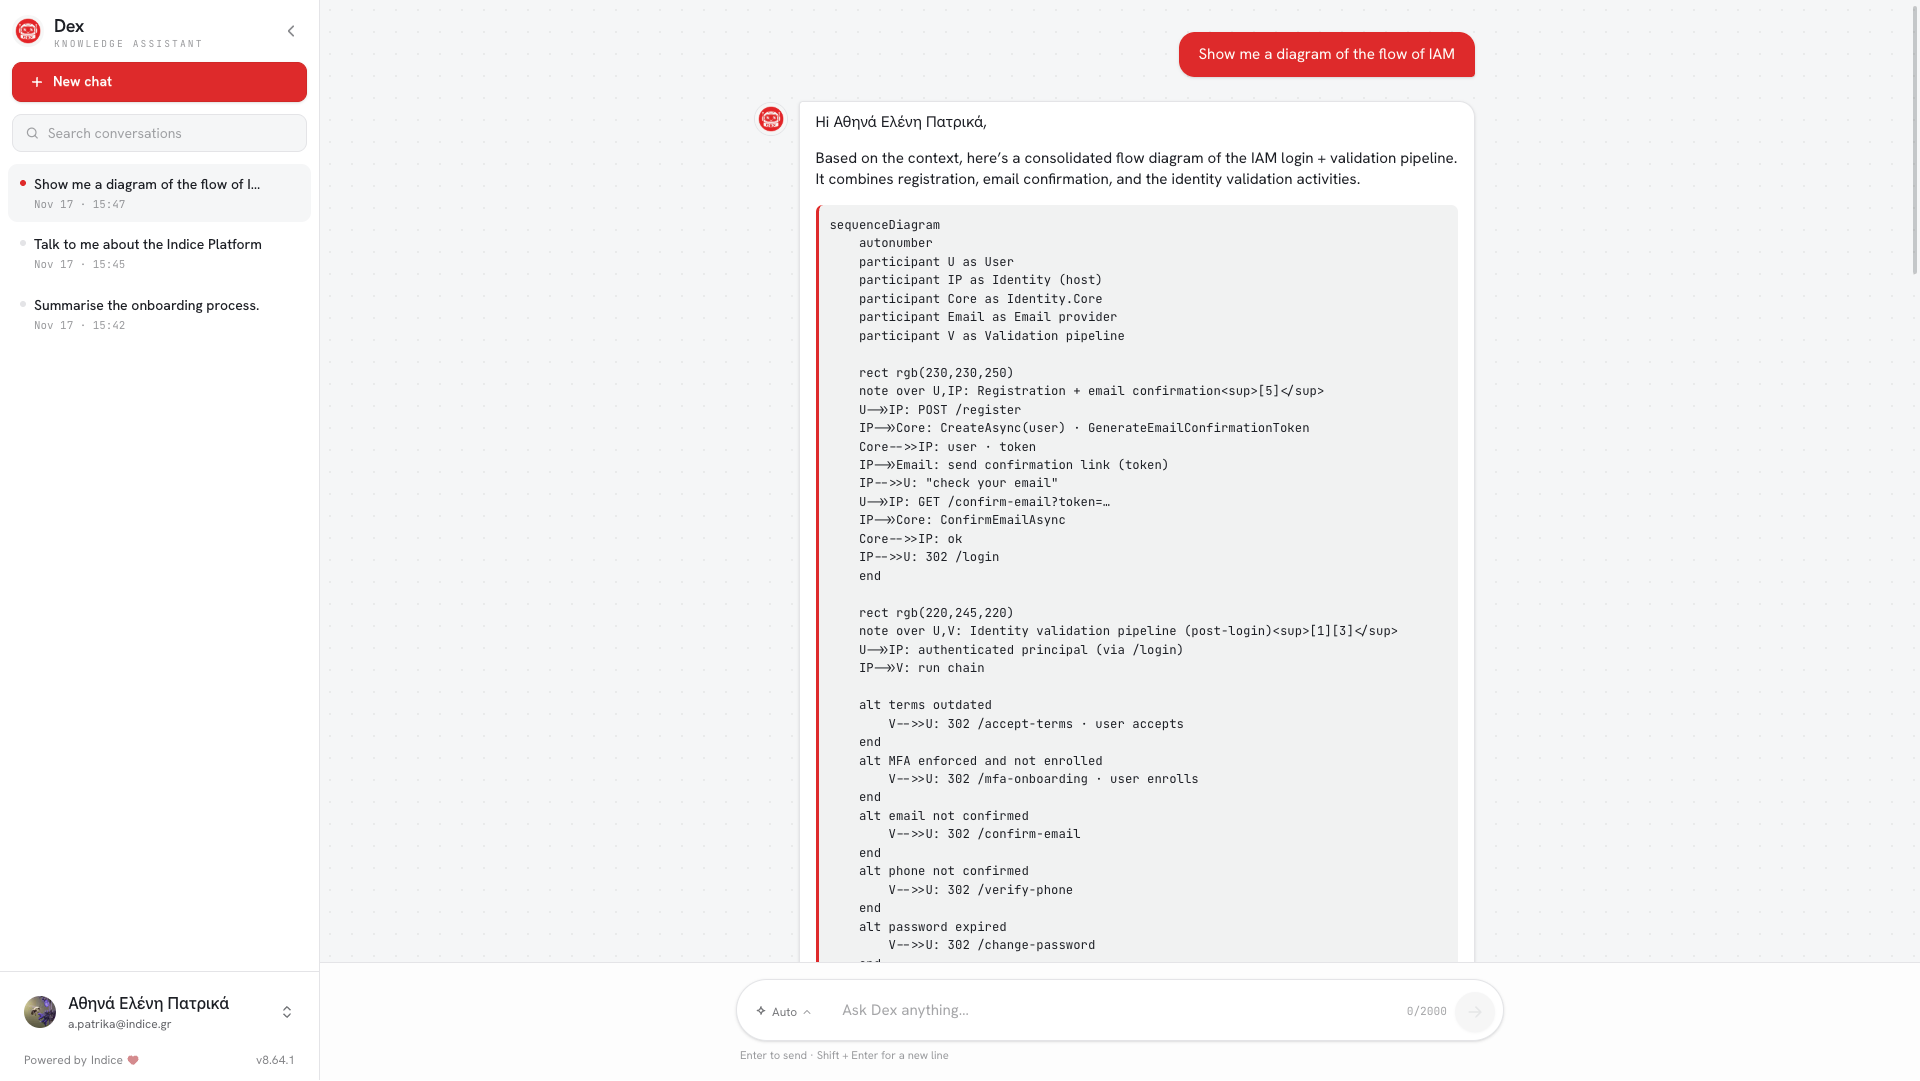 Dex
KNOWLEDGE ASSISTANT
+ New chat
Search conversations
Show me a diagram of the flow of I...
Nov 17 · 15:47
Talk to me about the Indice Platform
Nov 17 · 15:45
Summarise the onboarding process.
Nov 17 · 15:42
Αθηνά Ελένη Πατρικά
a.patrika@indice.gr
Powered by Indice
v8.64.1
Show me a diagram of the flow of IAM
Hi Αθηνά Ελένη Πατρικά,
Based on the context, here’s a consolidated flow diagram of the IAM login + validation pipeline.
It combines registration, email confirmation, and the identity validation activities.
sequenceDiagram
    autonumber
    participant U as User
    participant IP as Identity (host)
    participant Core as Identity.Core
    participant Email as Email provider
    participant V as Validation pipeline
    rect rgb(230,230,250)
    note over U,IP: Registration + email confirmation<sup>[5]</sup>
    U->>IP: POST /register
    IP->>Core: CreateAsync(user) · GenerateEmailConfirmationToken
    Core-->>IP: user · token
    IP->>Email: send confirmation link (token)
    IP-->>U: "check your email"
    U->>IP: GET /confirm-email?token=…
    IP->>Core: ConfirmEmailAsync
    Core-->>IP: ok
    IP-->>U: 302 /login
    end
    rect rgb(220,245,220)
    note over U,V: Identity validation pipeline (post-login)<sup>[1][3]</sup>
    U->>IP: authenticated principal (via /login)
    IP->>V: run chain
    alt terms outdated
        V-->>U: 302 /accept-terms · user accepts
    end
    alt MFA enforced and not enrolled
        V-->>U: 302 /mfa-onboarding · user enrolls
    end
    alt email not confirmed
        V-->>U: 302 /confirm-email
    end
    alt phone not confirmed
        V-->>U: 302 /verify-phone
    end
    alt password expired
        V-->>U: 302 /change-password
Auto
Ask Dex anything...
0/2000
Enter to send · Shift + Enter for a new line